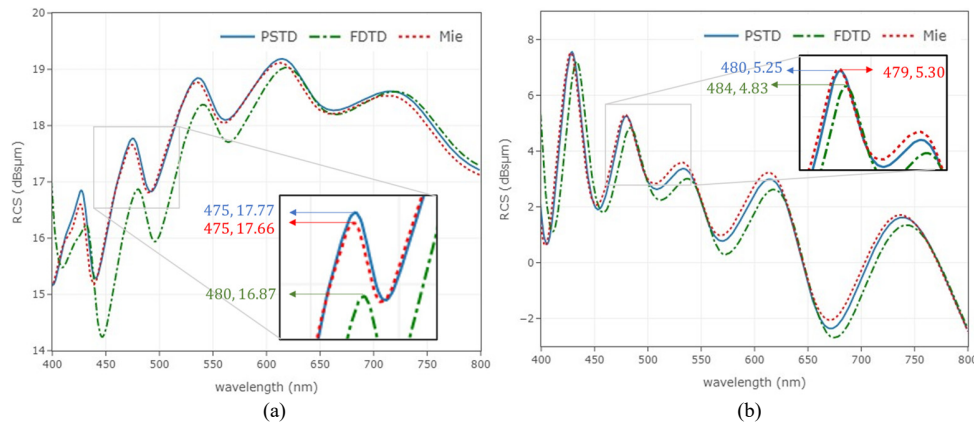 PSTD FDTD Mie
20
19
18
17
16
15
14
RCS (dBsμm)
475, 17.77
475, 17.66
480, 16.87
400 450 500 550 600 650 700 750 800
wavelength (nm)
(a)
PSTD FDTD Mie
8
6
4
2
0
−2
RCS (dBsμm)
480, 5.25
484, 4.83
479, 5.30
400 450 500 550 600 650 700 750 800
wavelength (nm)
(b)